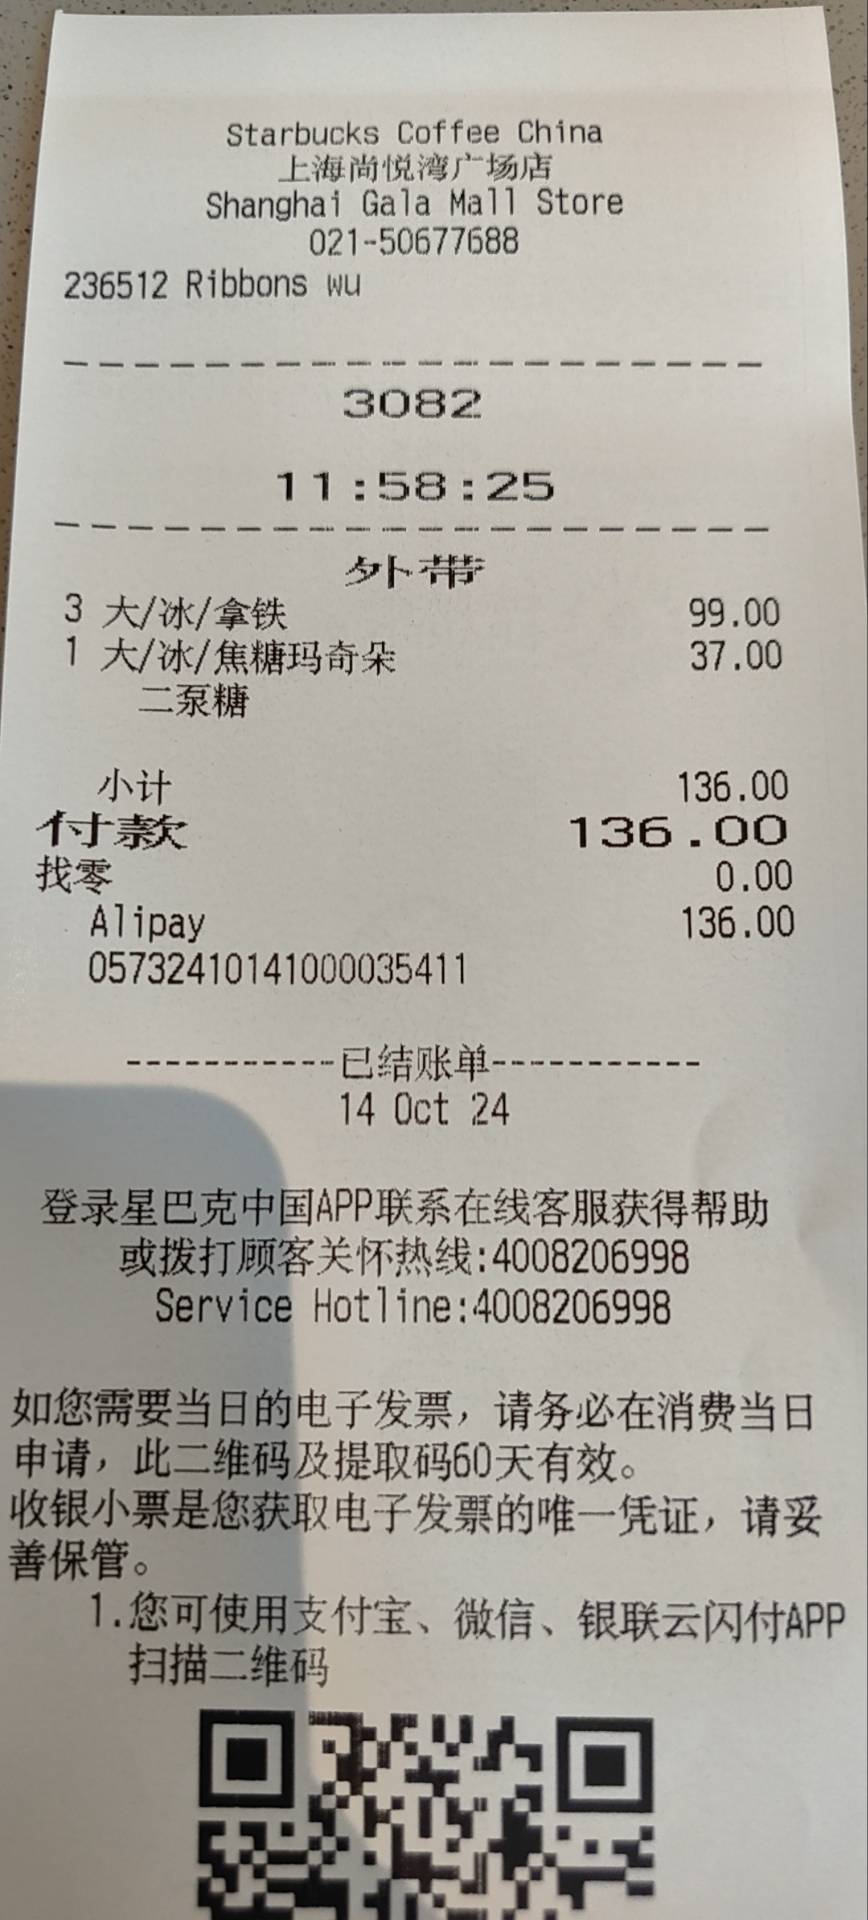 Starbucks Coffee China
上海尚悦湾广场店
Shanghai Gala Mall Store
021-50677688
236512 Ribbons wu
3082
11:58:25
外带
3 大/冰/拿铁 99.00
1 大/冰/焦糖玛奇朵 37.00
二泵糖
小计 136.00
付款 136.00
找零 0.00
Alipay 136.00
05732410141000035411
-----------已结账单-----------
14 Oct 24
登录星巴克中国APP联系在线客服获得帮助
或拨打顾客关怀热线:4008206998
Service Hotline:4008206998
如您需要当日的电子发票，请务必在消费当日
申请，此二维码及提取码60天有效。
收银小票是您获取电子发票的唯一凭证，请妥
善保管。
1.您可使用支付宝、微信、银联云闪付APP
扫描二维码